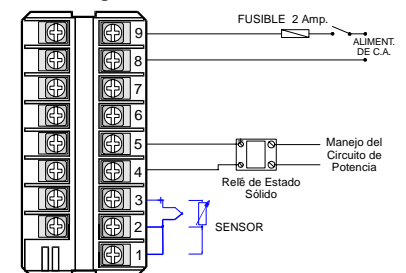 FUSIBLE 2 Amp.
ALIMENT.
DE C.A.
9
8
7
6
5
4
3
2
1
+
Manejo del
Circuito de
Potencia
Relé de Estado
Sólido
SENSOR